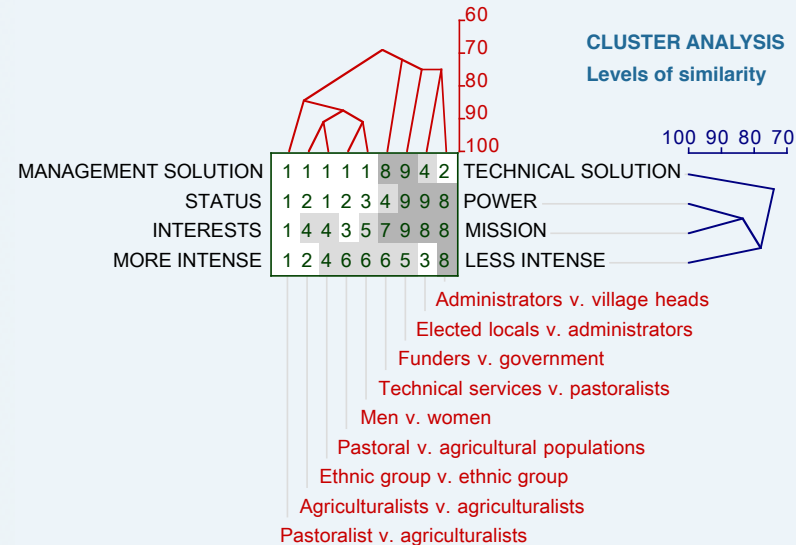 60
70
80
90
100
CLUSTER ANALYSIS
Levels of similarity
100 90 80 70
MANAGEMENT SOLUTION 1 1 1 1 1 8 9 4 2 TECHNICAL SOLUTION
STATUS 1 2 1 2 3 4 9 9 8 POWER
INTERESTS 1 4 4 3 5 7 9 8 8 MISSION
MORE INTENSE 1 2 4 6 6 6 5 3 8 LESS INTENSE
Administrators v. village heads
Elected locals v. administrators
Funders v. government
Technical services v. pastoralists
Men v. women
Pastoral v. agricultural populations
Ethnic group v. ethnic group
Agriculturalists v. agriculturalists
Pastoralist v. agriculturalists